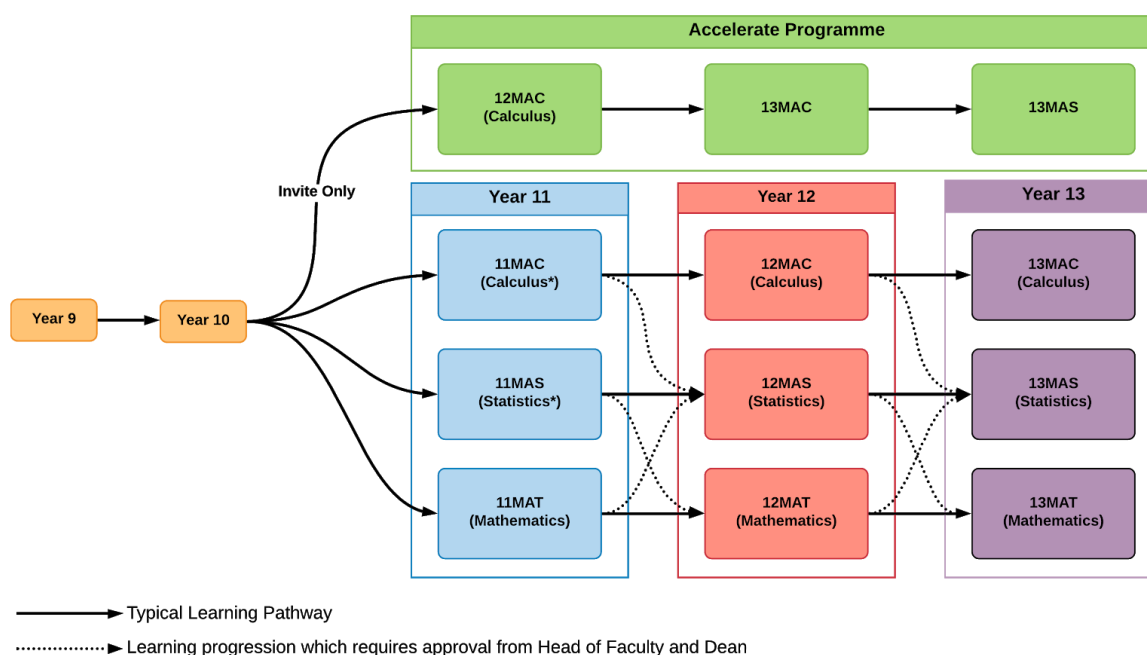 Accelerate Programme
12MAC
(Calculus)
13MAC
13MAS
Invite Only
Year 11
Year 12
Year 13
11MAC
(Calculus*)
12MAC
(Calculus)
13MAC
(Calculus)
Year 9
Year 10
11MAS
(Statistics*)
12MAS
(Statistics)
13MAS
(Statistics)
11MAT
(Mathematics)
12MAT
(Mathematics)
13MAT
(Mathematics)
Typical Learning Pathway
Learning progression which requires approval from Head of Faculty and Dean